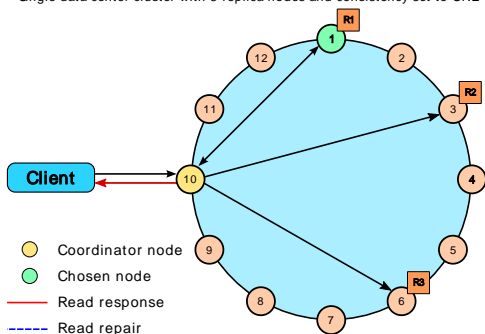 Single data center cluster with 3 replica nodes and consistency set to ONE
R1
1
12
2
R2
11
3
Client
10
4
9
5
R3
8
6
7
Coordinator node
Chosen node
Read response
Read repair